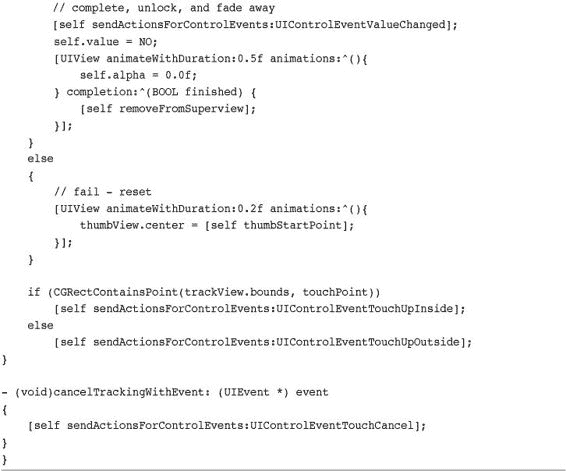 // complete, unlock, and fade away
[self sendActionsForControlEvents:UIControlEventValueChanged];
self.value = NO;
[UIView animateWithDuration:0.5f animations:^(){
self.alpha = 0.0f;
} completion:^(BOOL finished) {
[self removeFromSuperview];
}];
}
else
{
// fail – reset
[UIView animateWithDuration:0.2f animations:^(){
thumbView.center = [self thumbStartPoint];
}];
}
if (CGRectContainsPoint(trackView.bounds, touchPoint))
[self sendActionsForControlEvents:UIControlEventTouchUpInside];
else
[self sendActionsForControlEvents:UIControlEventTouchUpOutside];
}
– (void)cancelTrackingWithEvent: (UIEvent *) event
{
[self sendActionsForControlEvents:UIControlEventTouchCancel];
}
}